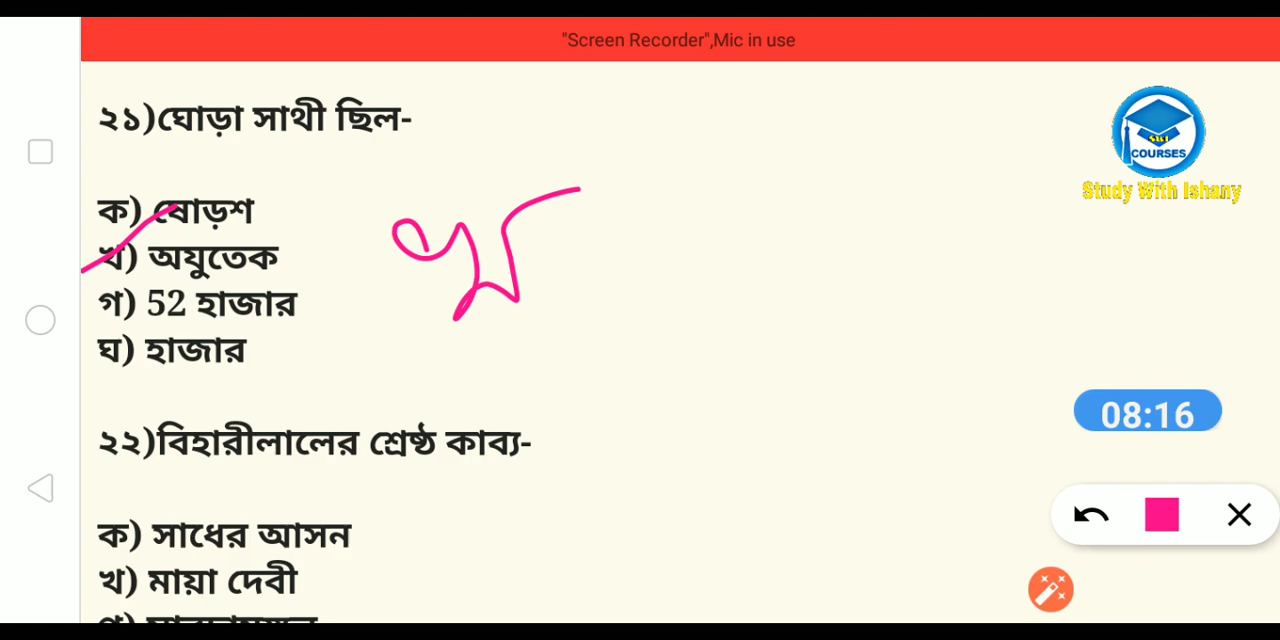 "Screen Recorder",Mic in use
২১)ঘোড়া সাথী ছিল-
COURSES
Study With Ishany
ক) ষোড়শ
খ) অযুতেক
গ) 52 হাজার
ঘ) হাজার
08:16
২২)বিহারীলালের শ্রেষ্ঠ কাব্য-
ক) সাধের আসন
খ) মায়া দেবী